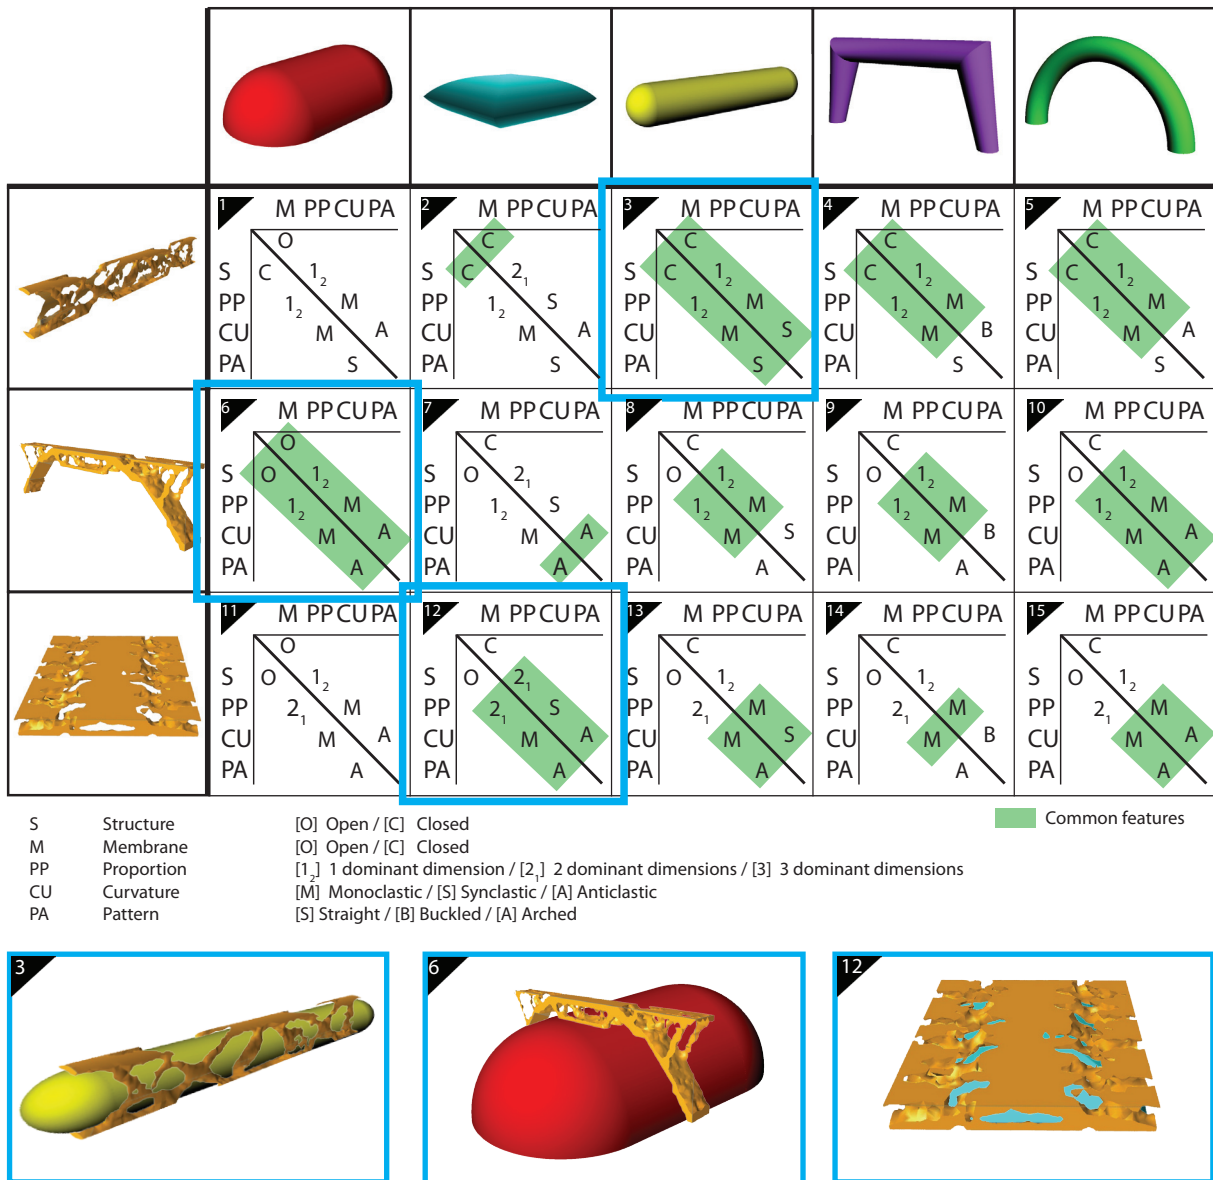 1 M PP CU PA
O
S C 1₂
PP 1₂ M
CU M A
PA S
2 M PP CU PA
C
S C 2₁
PP 1₂ S
CU M A
PA S
3 M PP CU PA
C
S C 1₂
PP 1₂ M
CU M S
PA S
4 M PP CU PA
C
S C 1₂
PP 1₂ M
CU M B
PA S
5 M PP CU PA
C
S C 1₂
PP 1₂ M
CU M A
PA S
6 M PP CU PA
O
S O 1₂
PP 1₂ M
CU M A
PA A
7 M PP CU PA
C
S O 2₁
PP 1₂ S
CU M A
PA A
8 M PP CU PA
C
S O 1₂
PP 1₂ M
CU M S
PA A
9 M PP CU PA
C
S O 1₂
PP 1₂ M
CU M B
PA A
10 M PP CU PA
C
S O 1₂
PP 1₂ M
CU M A
PA A
11 M PP CU PA
O
S O 1₂
PP 2₁ M
CU M A
PA A
12 M PP CU PA
C
S O 2₁
PP 2₁ S
CU M A
PA A
13 M PP CU PA
C
S O 1₂
PP 2₁ M
CU M S
PA A
14 M PP CU PA
C
S O 1₂
PP 2₁ M
CU M B
PA A
15 M PP CU PA
C
S O 1₂
PP 2₁ M
CU M A
PA A
S Structure [O] Open / [C] Closed
M Membrane [O] Open / [C] Closed
PP Proportion [1₂] 1 dominant dimension / [2₁] 2 dominant dimensions / [3] 3 dominant dimensions
CU Curvature [M] Monoclastic / [S] Synclastic / [A] Anticlastic
PA Pattern [S] Straight / [B] Buckled / [A] Arched
Common features
3
6
12